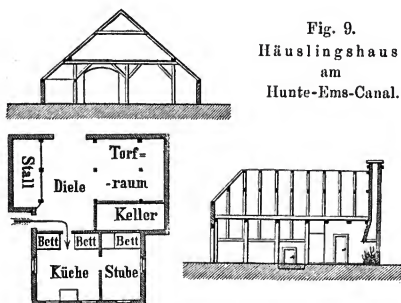 Fig. 9.
Häuslingshaus
am
Hunte-Ems-Canal.
Stall
Diele
Torf=
-raum
Keller
Bett
Bett
Bett
Küche
Stube